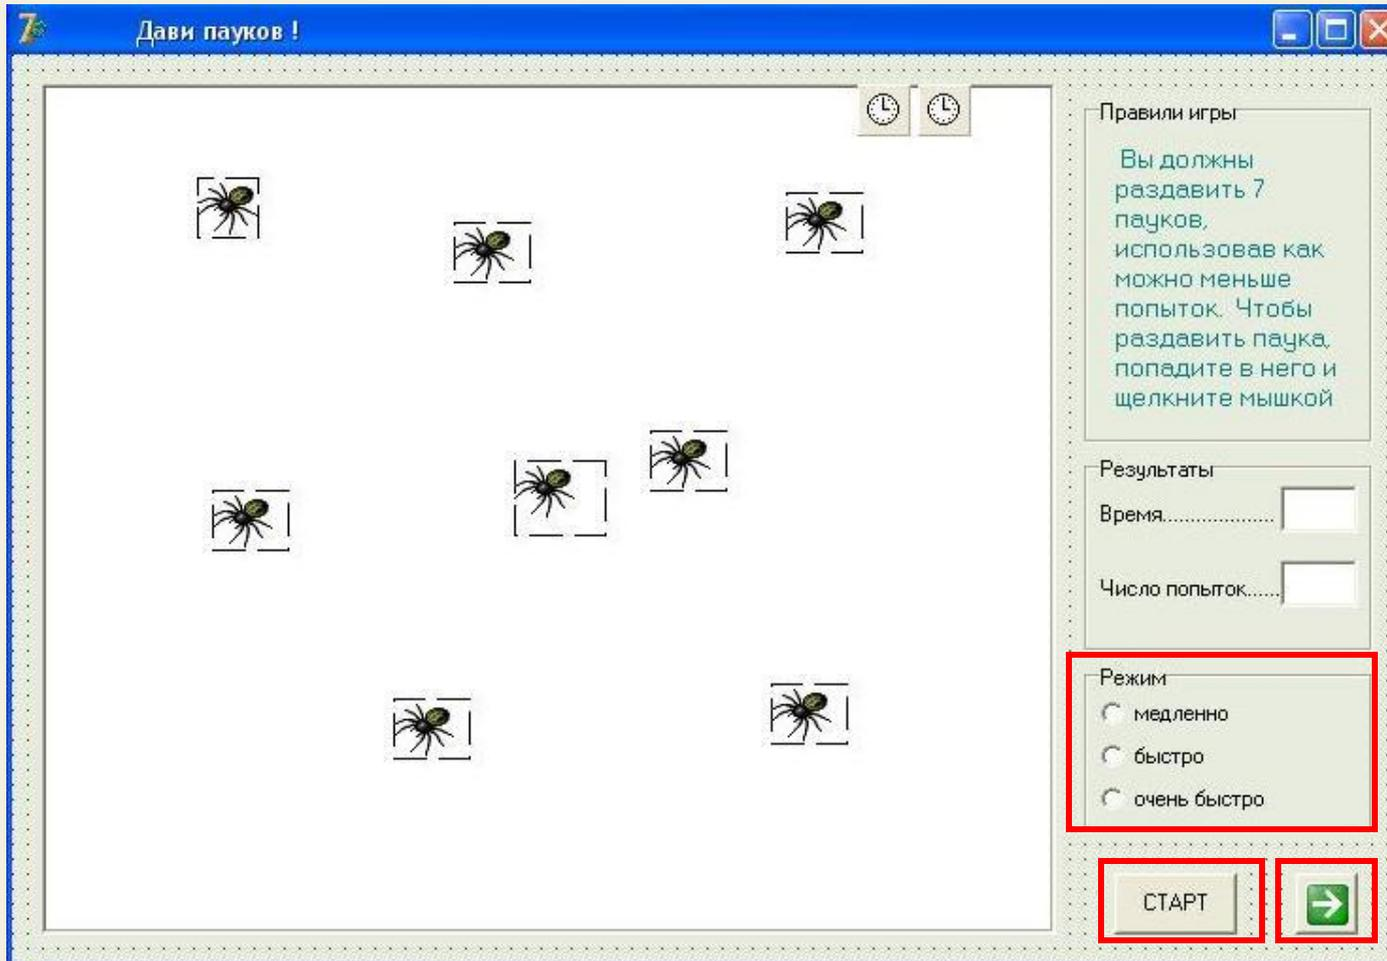 Дави пауков !
Правили игры
Вы должны
раздавить 7
пауков,
использовав как
можно меньше
попыток. Чтобы
раздавить паука,
попадите в него и
щелкните мышкой
Результаты
Время....................
Число попыток......
Режим
медленно
быстро
очень быстро
СТАРТ